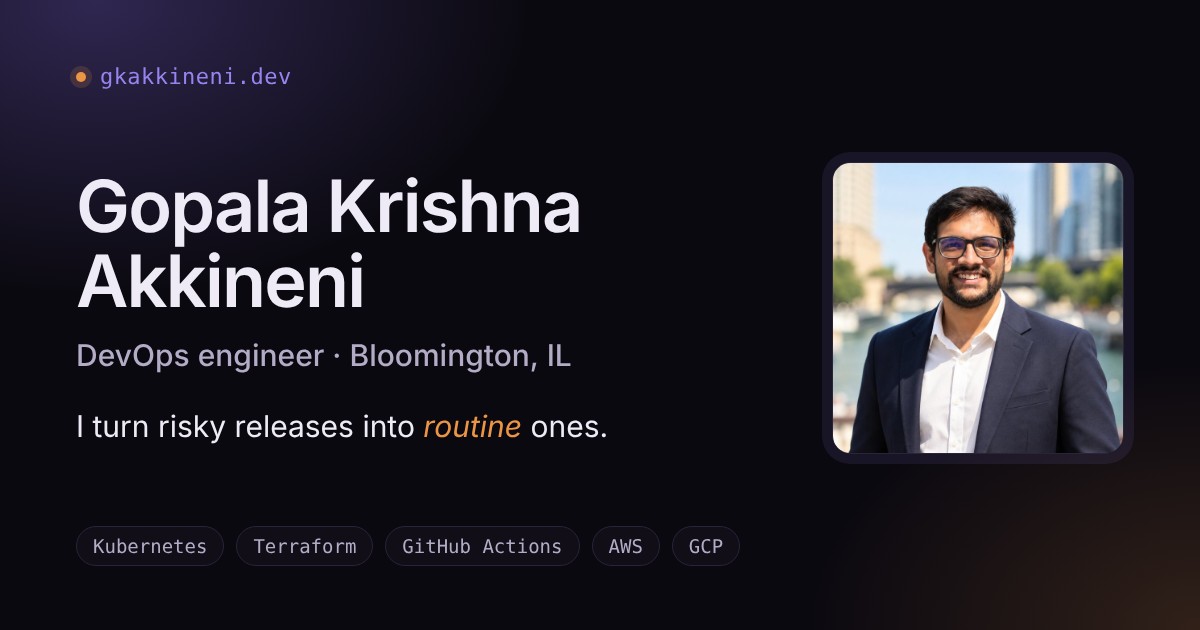 gkakkineni.dev
Gopala Krishna
Akkineni
DevOps engineer · Bloomington, IL
I turn risky releases into routine ones.
Kubernetes Terraform GitHub Actions AWS GCP